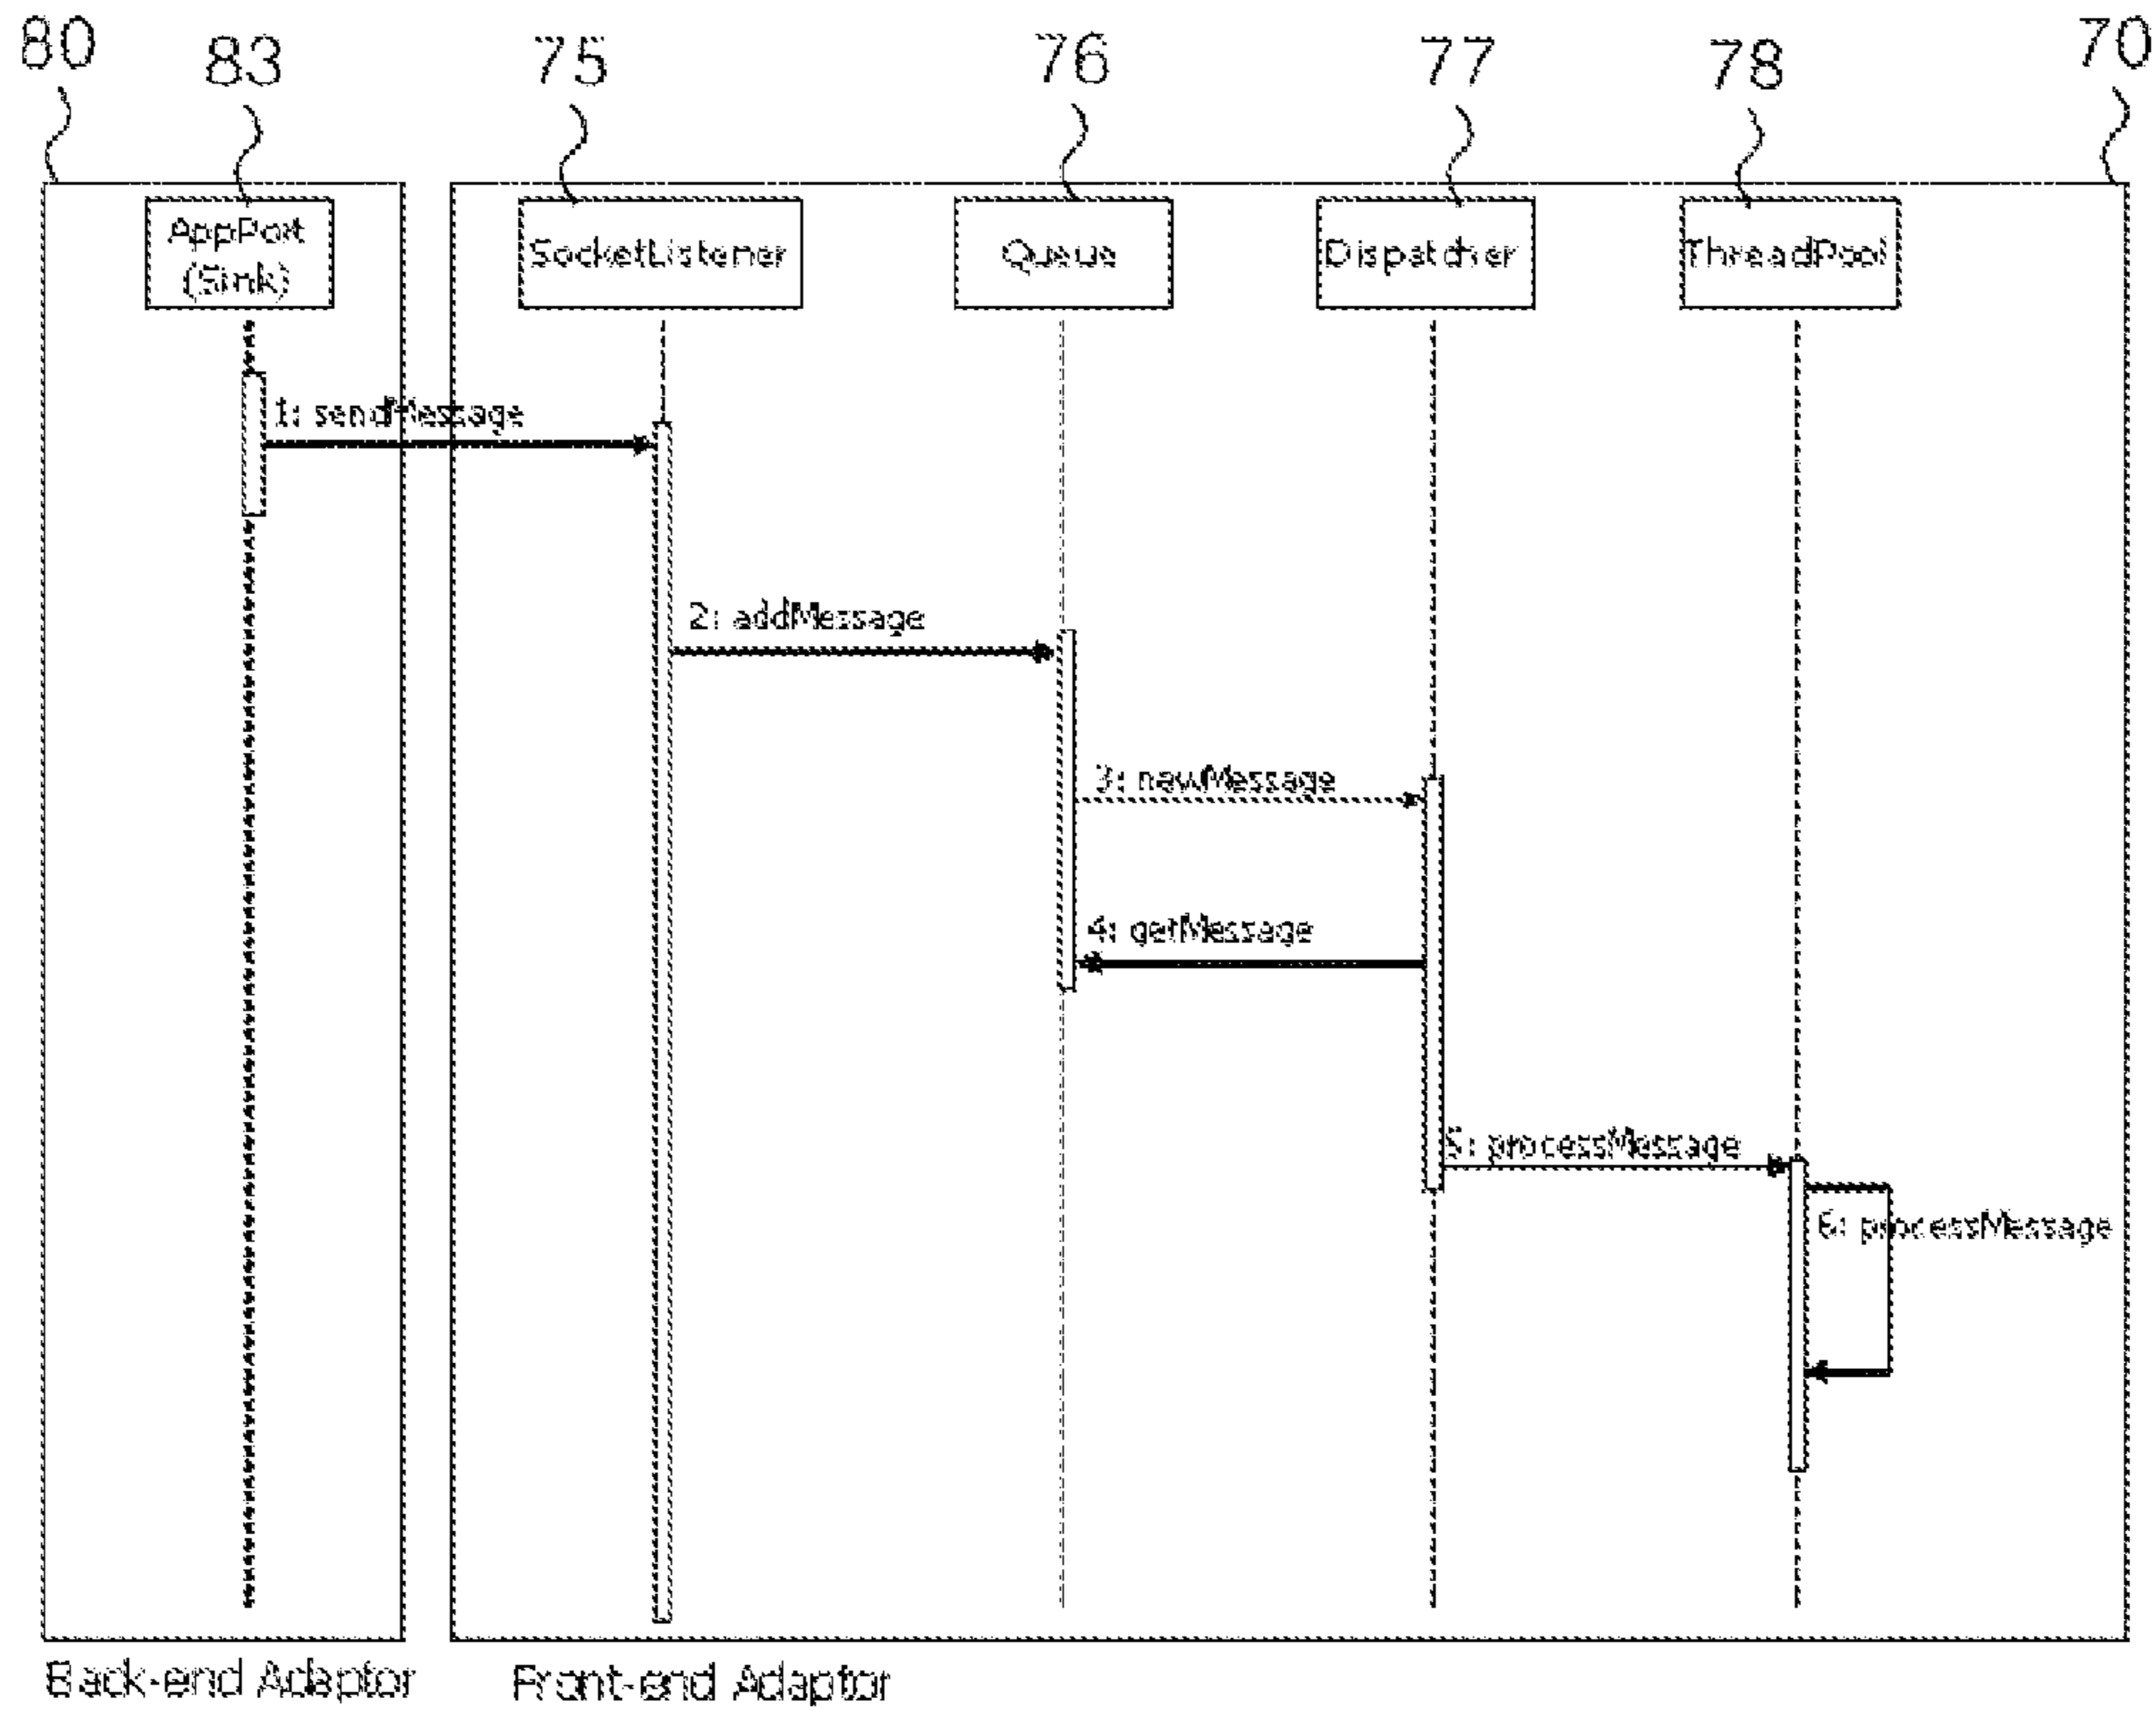 80
83
75
76
77
78
70
AppPort
(Sink)
SocketListener
Queue
Dispatcher
ThreadPool
1: sendMessage
2: addMessage
3: newMessage
4: getMessage
5: processMessage
6: processMessage
Back-end Adaptor
Front-end Adaptor